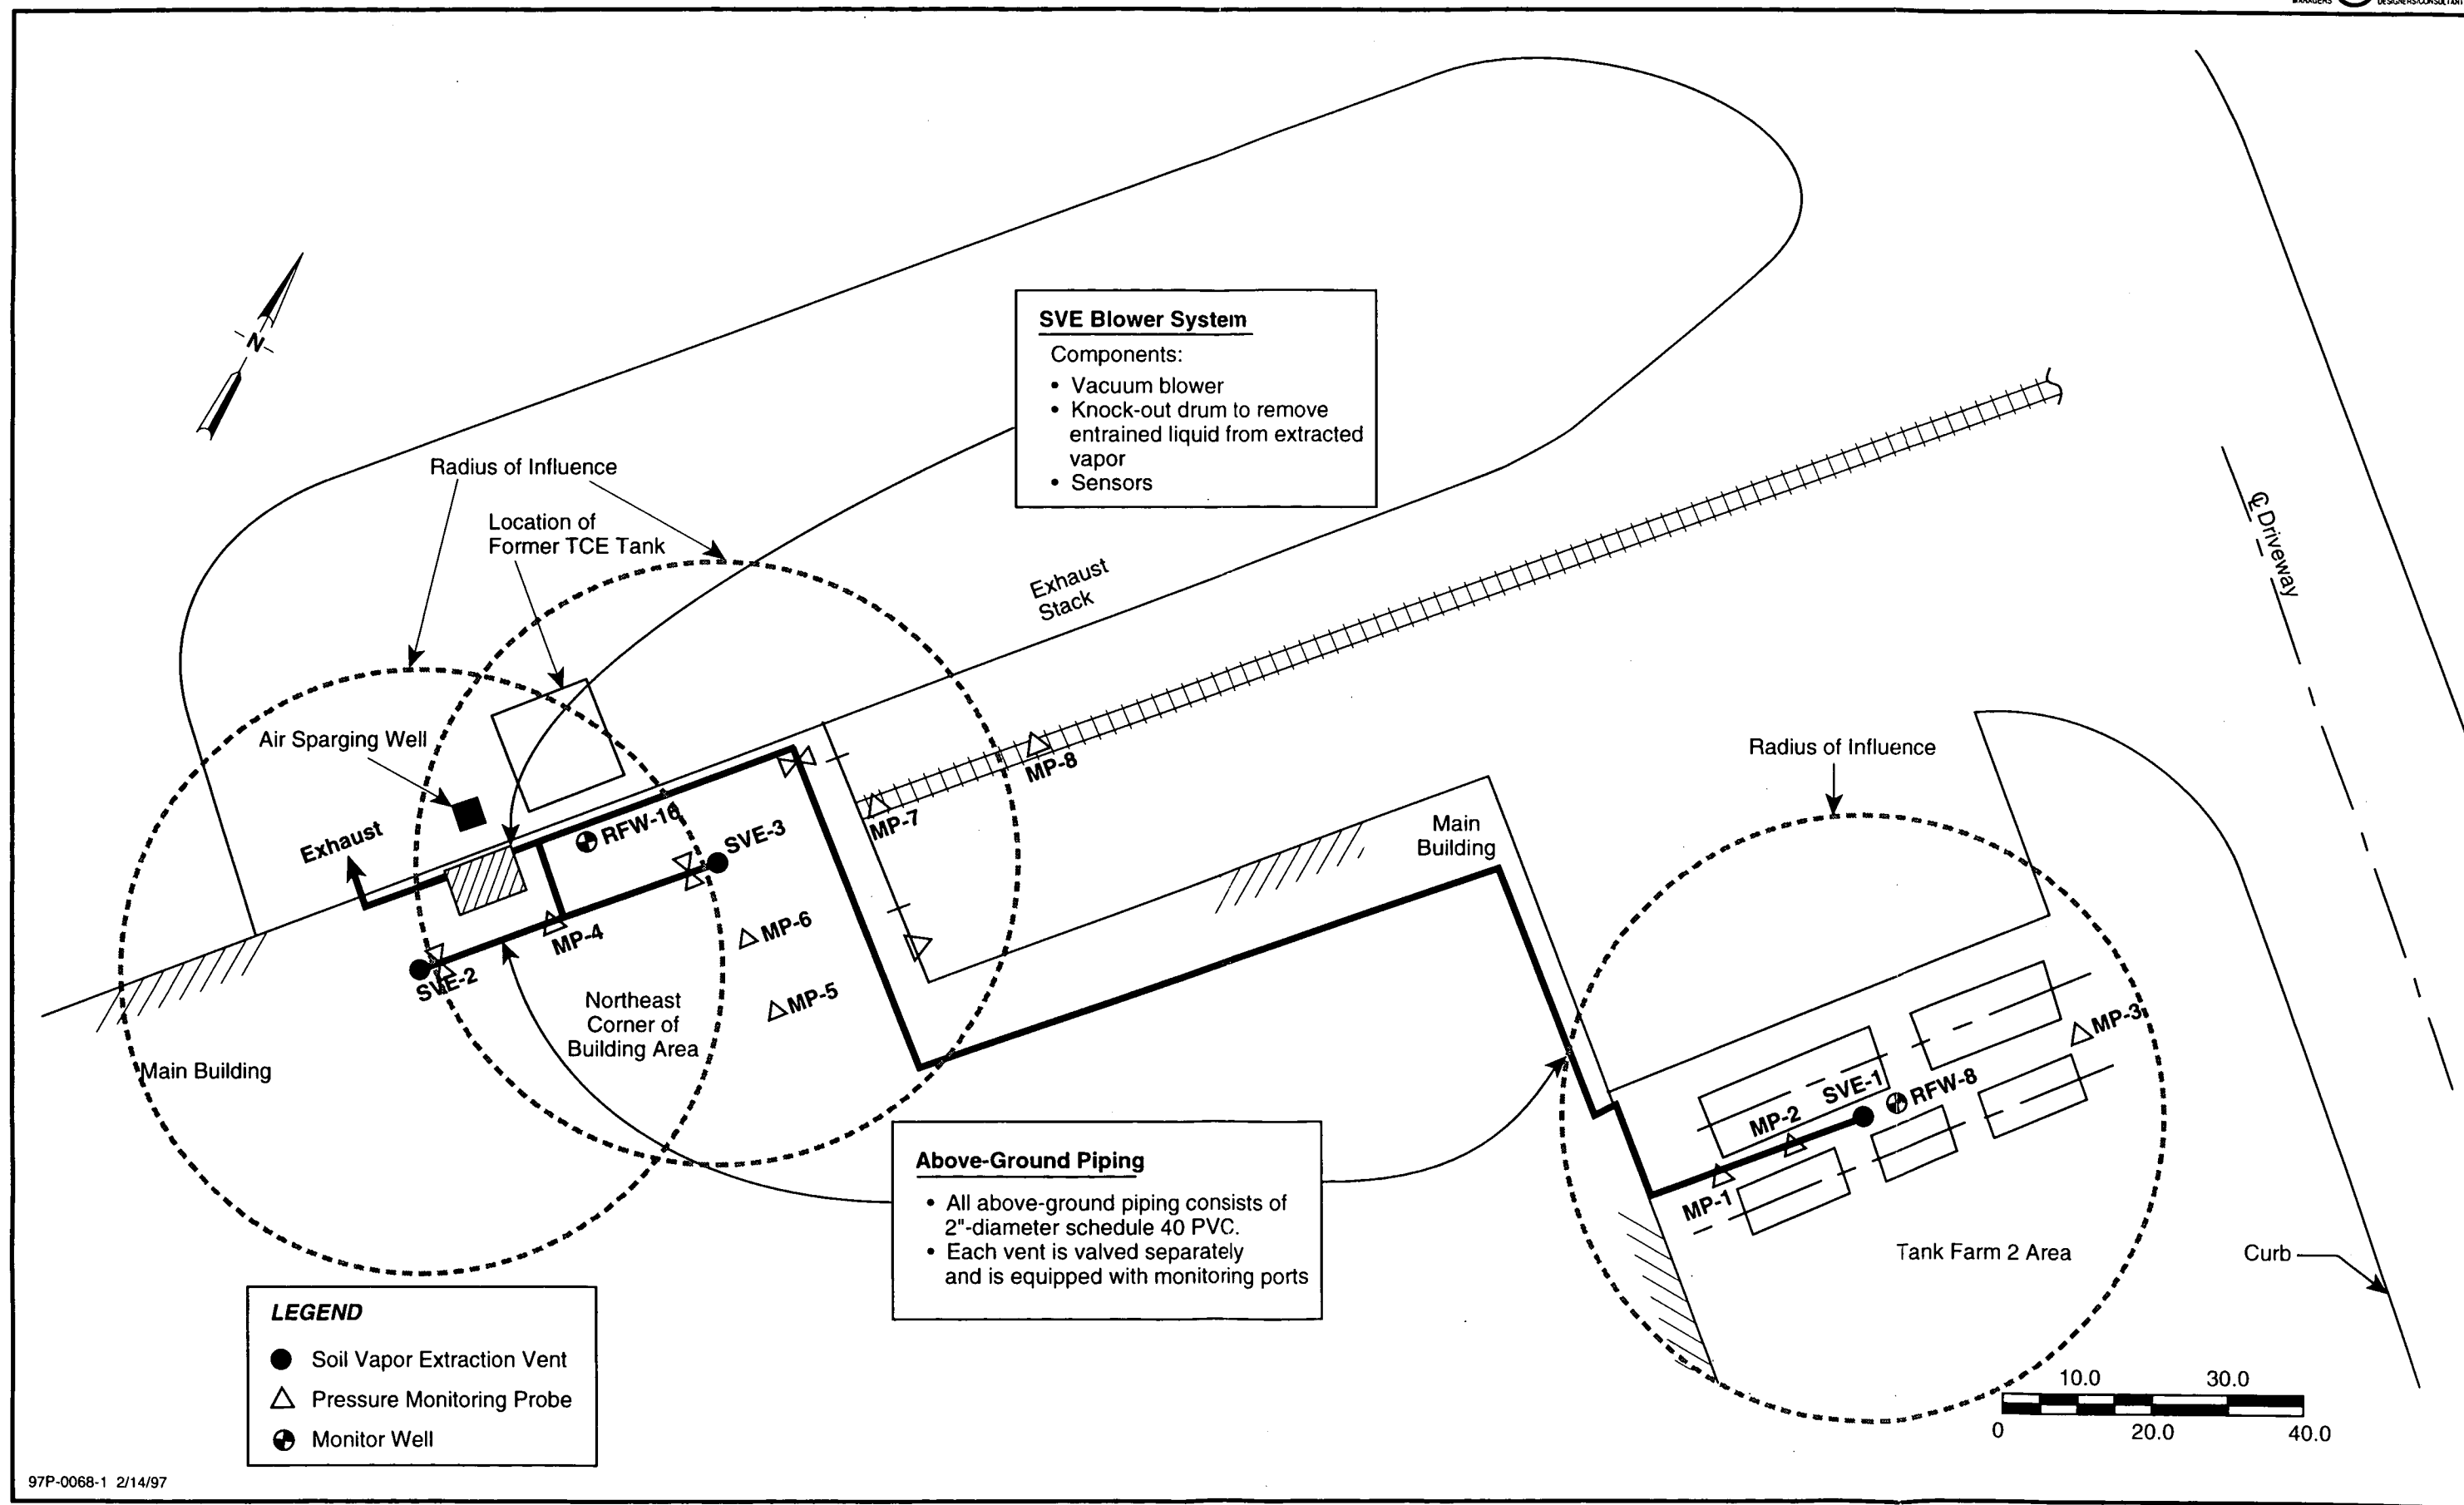 MANAGERS
DESIGNERS/CONSULTANTS
N
SVE Blower System
Components:
• Vacuum blower
• Knock-out drum to remove
entrained liquid from extracted
vapor
• Sensors
Radius of Influence
Location of
Former TCE Tank
Exhaust
Stack
℄ Driveway
Air Sparging Well
Exhaust
RFW-16
SVE-3
MP-8
MP-7
MP-4
MP-6
MP-5
SVE-2
Northeast
Corner of
Building Area
Main Building
Main
Building
Radius of Influence
MP-3
SVE-1
RFW-8
MP-2
MP-1
Tank Farm 2 Area
Curb
Above-Ground Piping
• All above-ground piping consists of
2"-diameter schedule 40 PVC.
• Each vent is valved separately
and is equipped with monitoring ports
LEGEND
Soil Vapor Extraction Vent
Pressure Monitoring Probe
Monitor Well
10.0 30.0
0 20.0 40.0
97P-0068-1 2/14/97